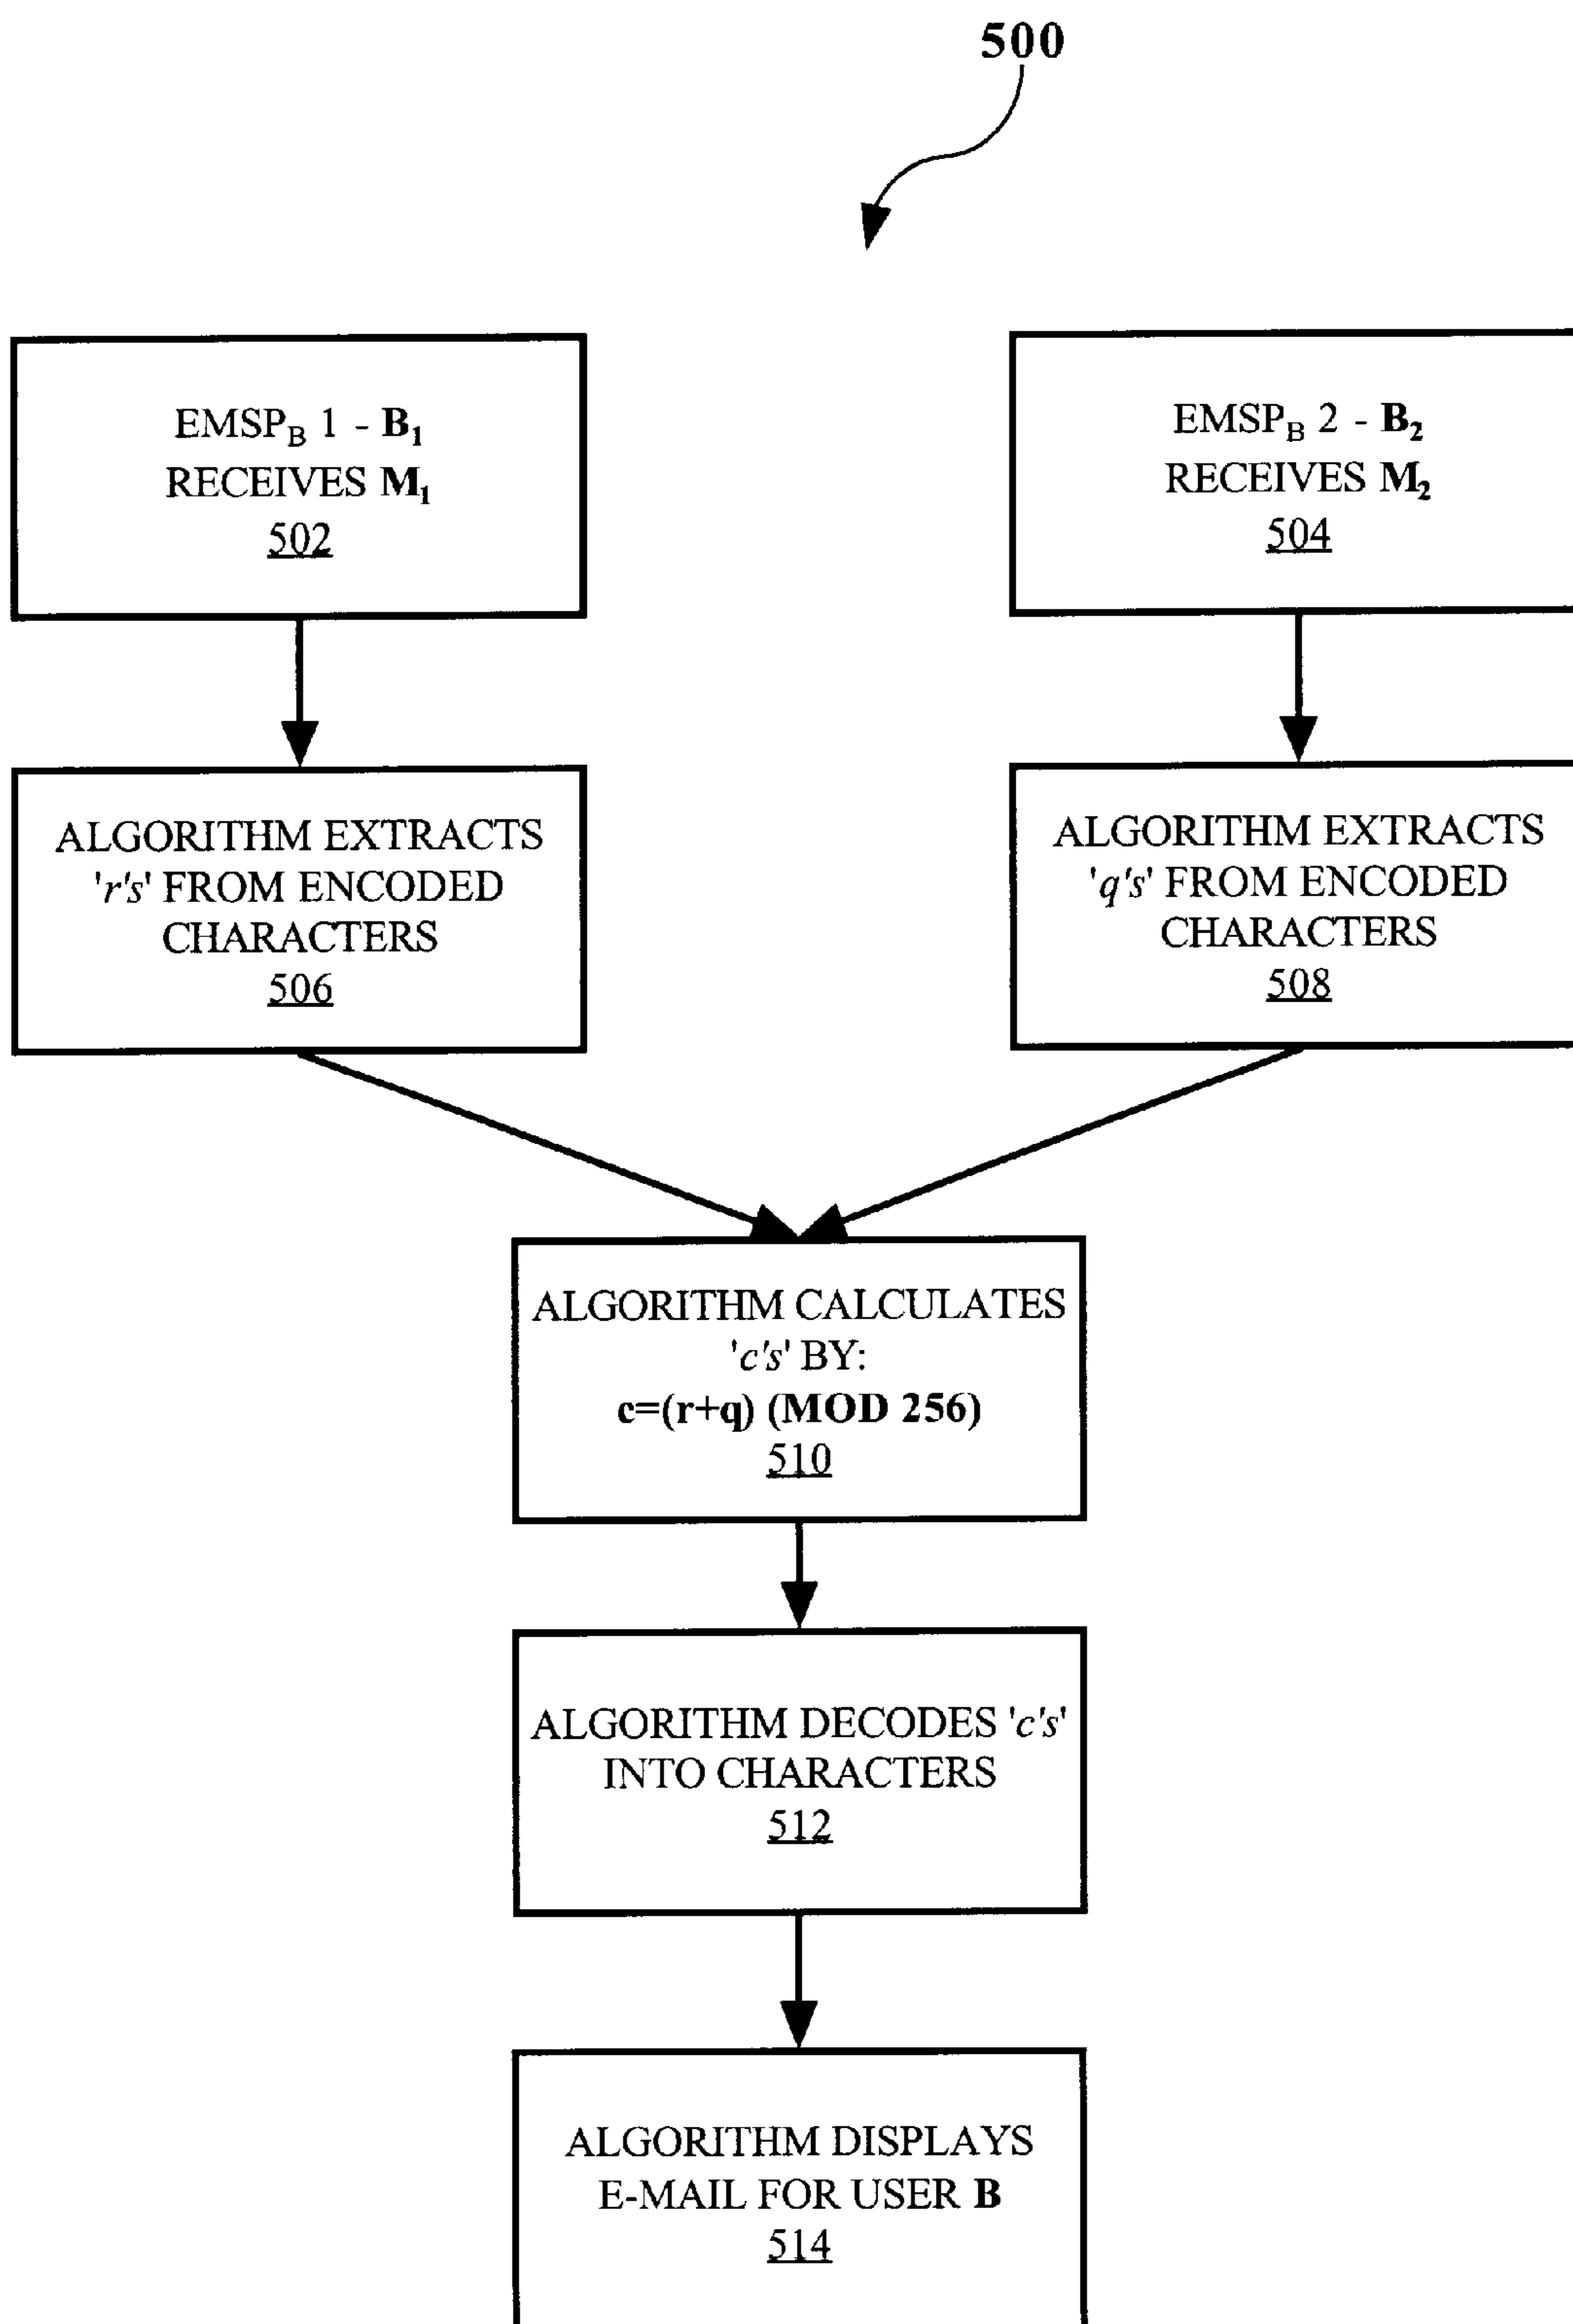 500
EMSP_B 1 - B₁
RECEIVES M₁
502
EMSP_B 2 - B₂
RECEIVES M₂
504
ALGORITHM EXTRACTS
'r's' FROM ENCODED
CHARACTERS
506
ALGORITHM EXTRACTS
'q's' FROM ENCODED
CHARACTERS
508
ALGORITHM CALCULATES
'c's' BY:
c=(r+q) (MOD 256)
510
ALGORITHM DECODES 'c's'
INTO CHARACTERS
512
ALGORITHM DISPLAYS
E-MAIL FOR USER B
514